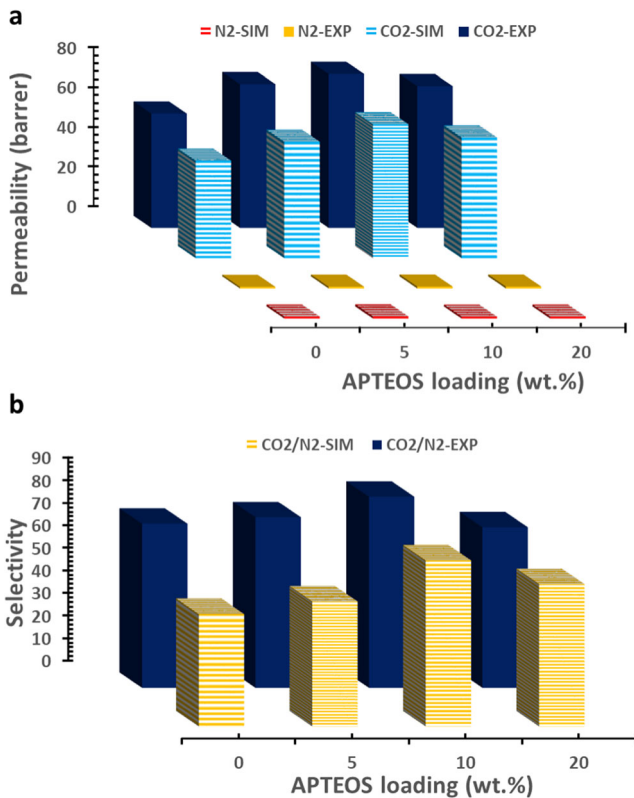 a
N2-SIM N2-EXP CO2-SIM CO2-EXP
Permeability (barrer)
80
60
40
20
0
0 5 10 20
APTEOS loading (wt.%)
b
CO2/N2-SIM CO2/N2-EXP
Selectivity
90
80
70
60
50
40
30
20
10
0
0 5 10 20
APTEOS loading (wt.%)